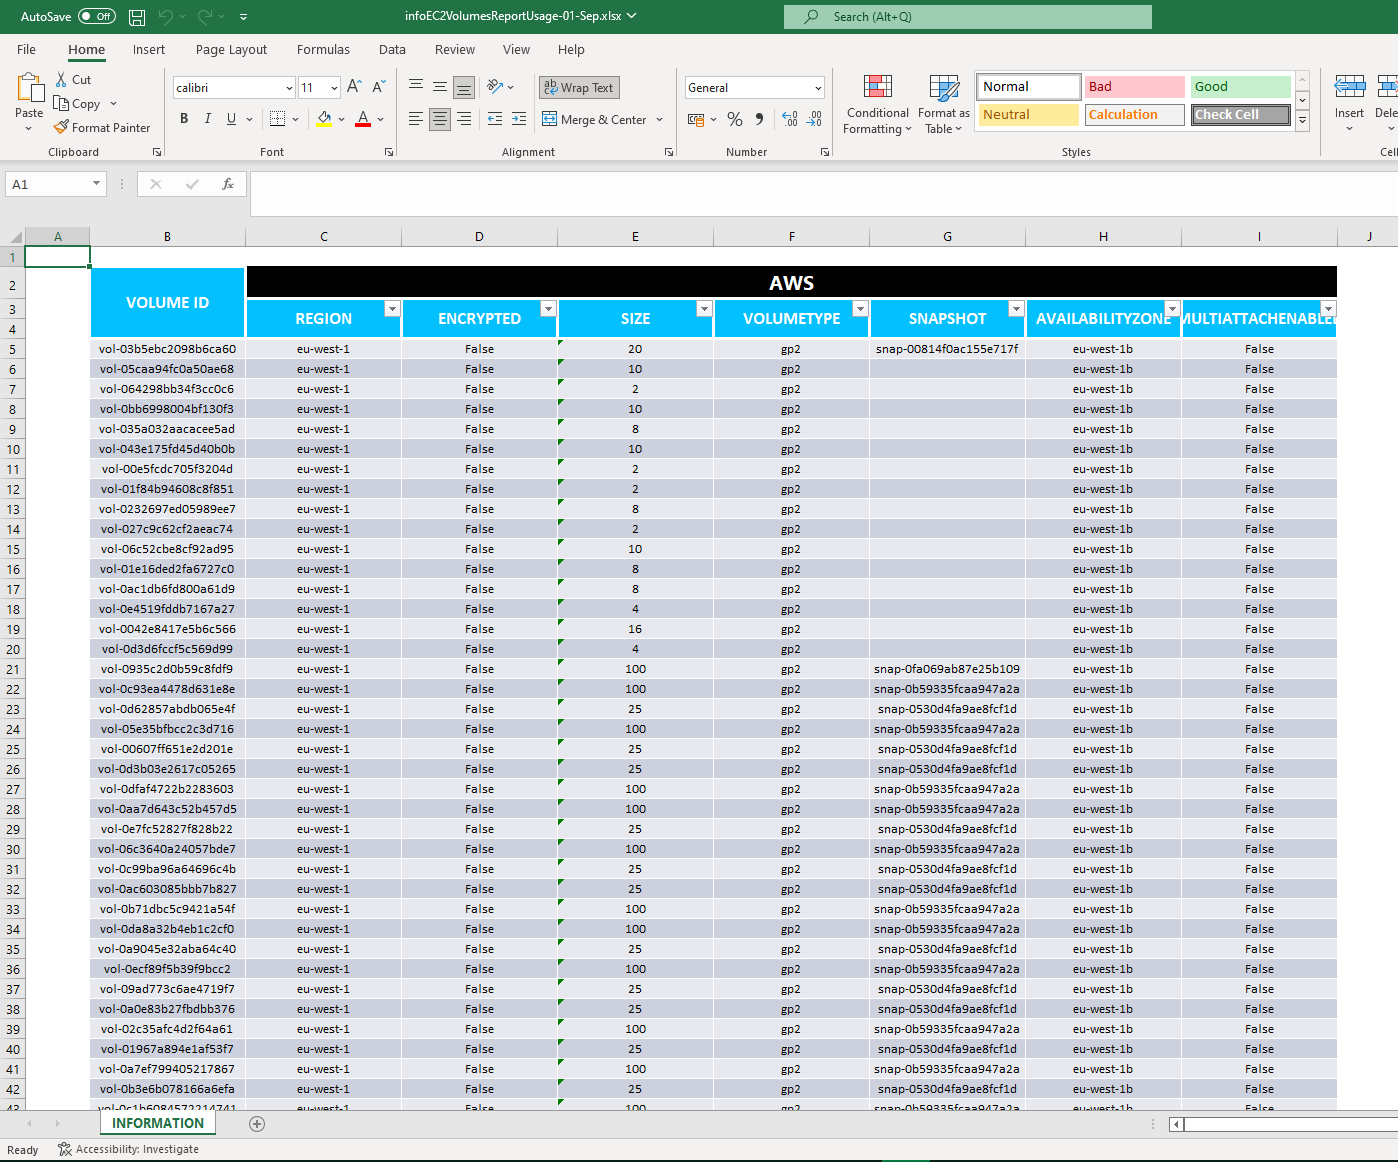 AutoSave Off infoEC2VolumesReportUsage-01-Sep.xlsx Search (Alt+Q)
File Home Insert Page Layout Formulas Data Review View Help
Paste Cut Copy Format Painter
Clipboard
calibri 11
B I U A
Font
Wrap Text
Merge & Center
Alignment
General
%
Number
Conditional Formatting
Format as Table
Normal Bad Good
Neutral Calculation Check Cell
Styles
Insert
A1 fx
A B C D E F G H I J
1
2 VOLUME ID AWS
3 REGION ENCRYPTED SIZE VOLUMETYPE SNAPSHOT AVAILABILITYZONE
4
5 vol-03b5ebc2098b6ca60 eu-west-1 False 20 gp2 snap-00814f0ac155e717f eu-west-1b False
6 vol-05caa94fc0a50ae68 eu-west-1 False 10 gp2 eu-west-1b False
7 vol-064298bb34f3cc0c6 eu-west-1 False 2 gp2 eu-west-1b False
8 vol-0bb6998004bf130f3 eu-west-1 False 10 gp2 eu-west-1b False
9 vol-035a032aacacee5ad eu-west-1 False 8 gp2 eu-west-1b False
10 vol-043e175fd45d40b0b eu-west-1 False 10 gp2 eu-west-1b False
11 vol-00e5fcdc705f3204d eu-west-1 False 2 gp2 eu-west-1b False
12 vol-01f84b94608c8f851 eu-west-1 False 2 gp2 eu-west-1b False
13 vol-0232697ed05989ee7 eu-west-1 False 8 gp2 eu-west-1b False
14 vol-027c9c62cf2aeac74 eu-west-1 False 2 gp2 eu-west-1b False
15 vol-06c52cbe8cf92ad95 eu-west-1 False 10 gp2 eu-west-1b False
16 vol-01e16ded2fa6727c0 eu-west-1 False 8 gp2 eu-west-1b False
17 vol-0ac1db6fd800a61d9 eu-west-1 False 8 gp2 eu-west-1b False
18 vol-0e4519fddb7167a27 eu-west-1 False 4 gp2 eu-west-1b False
19 vol-0042e8417e5b6c566 eu-west-1 False 16 gp2 eu-west-1b False
20 vol-0d3d6fccf5c569d99 eu-west-1 False 4 gp2 eu-west-1b False
21 vol-0935c2d0b59c8fdf9 eu-west-1 False 100 gp2 snap-0fa069ab87e25b109 eu-west-1b False
22 vol-0c93ea4478d631e8e eu-west-1 False 100 gp2 snap-0b59335fcaa947a2a eu-west-1b False
23 vol-0d62857abdb065e4f eu-west-1 False 25 gp2 snap-0530d4fa9ae8fcf1d eu-west-1b False
24 vol-05e35bfbcc2c3d716 eu-west-1 False 100 gp2 snap-0b59335fcaa947a2a eu-west-1b False
25 vol-00607ff651e2d201e eu-west-1 False 25 gp2 snap-0530d4fa9ae8fcf1d eu-west-1b False
26 vol-0d3b03e2617c05265 eu-west-1 False 25 gp2 snap-0530d4fa9ae8fcf1d eu-west-1b False
27 vol-0dfaf4722b2283603 eu-west-1 False 100 gp2 snap-0b59335fcaa947a2a eu-west-1b False
28 vol-0aa7d643c52b457d5 eu-west-1 False 100 gp2 snap-0b59335fcaa947a2a eu-west-1b False
29 vol-0e7fc52827f828b22 eu-west-1 False 25 gp2 snap-0530d4fa9ae8fcf1d eu-west-1b False
30 vol-06c3640a24057bde7 eu-west-1 False 100 gp2 snap-0b59335fcaa947a2a eu-west-1b False
31 vol-0c99ba96a64696c4b eu-west-1 False 25 gp2 snap-0530d4fa9ae8fcf1d eu-west-1b False
32 vol-0ac603085bbb7b827 eu-west-1 False 25 gp2 snap-0530d4fa9ae8fcf1d eu-west-1b False
33 vol-0b71dbc5c9421a54f eu-west-1 False 100 gp2 snap-0b59335fcaa947a2a eu-west-1b False
34 vol-0da8a32b4eb1c2cf0 eu-west-1 False 100 gp2 snap-0b59335fcaa947a2a eu-west-1b False
35 vol-0a9045e32aba64c40 eu-west-1 False 25 gp2 snap-0530d4fa9ae8fcf1d eu-west-1b False
36 vol-0ecf89f5b39f9bcc2 eu-west-1 False 100 gp2 snap-0b59335fcaa947a2a eu-west-1b False
37 vol-09ad773c6ae4719f7 eu-west-1 False 25 gp2 snap-0530d4fa9ae8fcf1d eu-west-1b False
38 vol-0a0e83b27fbdbb376 eu-west-1 False 25 gp2 snap-0530d4fa9ae8fcf1d eu-west-1b False
39 vol-02c35afc4d2f64a61 eu-west-1 False 100 gp2 snap-0b59335fcaa947a2a eu-west-1b False
40 vol-01967a894e1af53f7 eu-west-1 False 25 gp2 snap-0530d4fa9ae8fcf1d eu-west-1b False
41 vol-0a7ef799405217867 eu-west-1 False 100 gp2 snap-0b59335fcaa947a2a eu-west-1b False
42 vol-0b3e6b078166a6efa eu-west-1 False 25 gp2 snap-0530d4fa9ae8fcf1d eu-west-1b False
INFORMATION
Ready Accessibility: Investigate